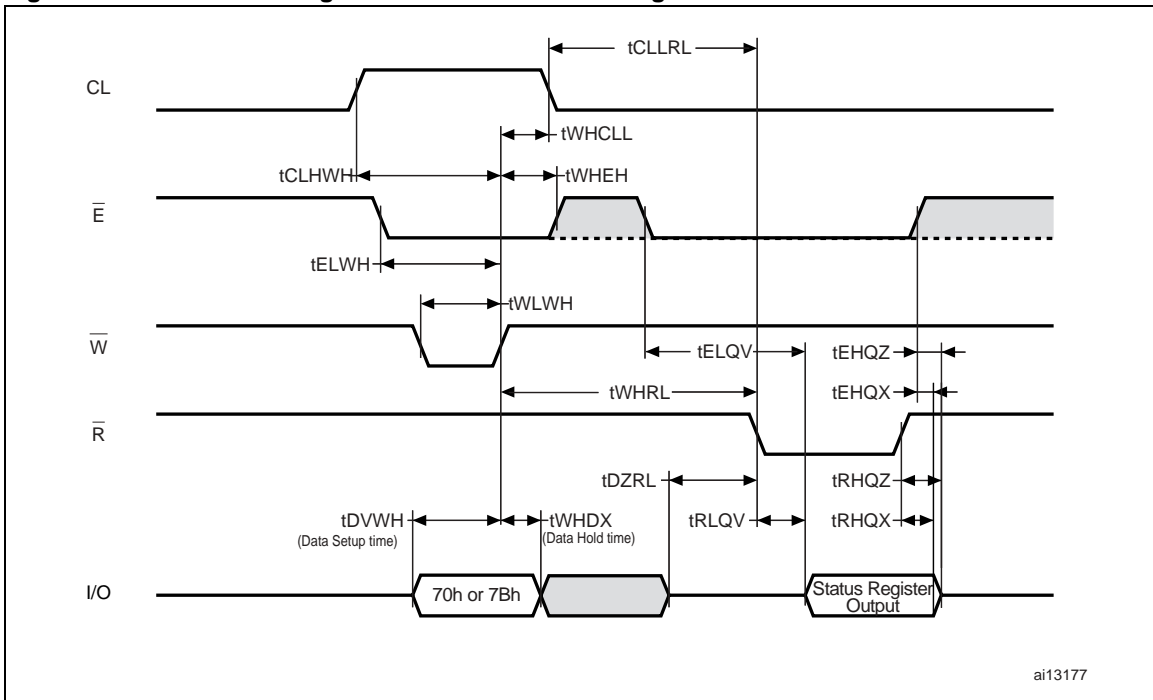 tCLLRL
CL
tWHCLL
tCLHWH
tWHEH
E
tELWH
tWLWH
W
tELQV
tEHQZ
tWHRL
tEHQX
R
tDZRL
tRHQZ
tDVWH
(Data Setup time)
tWHDX
(Data Hold time)
tRLQV
tRHQX
I/O
70h or 7Bh
Status Register
Output
ai13177